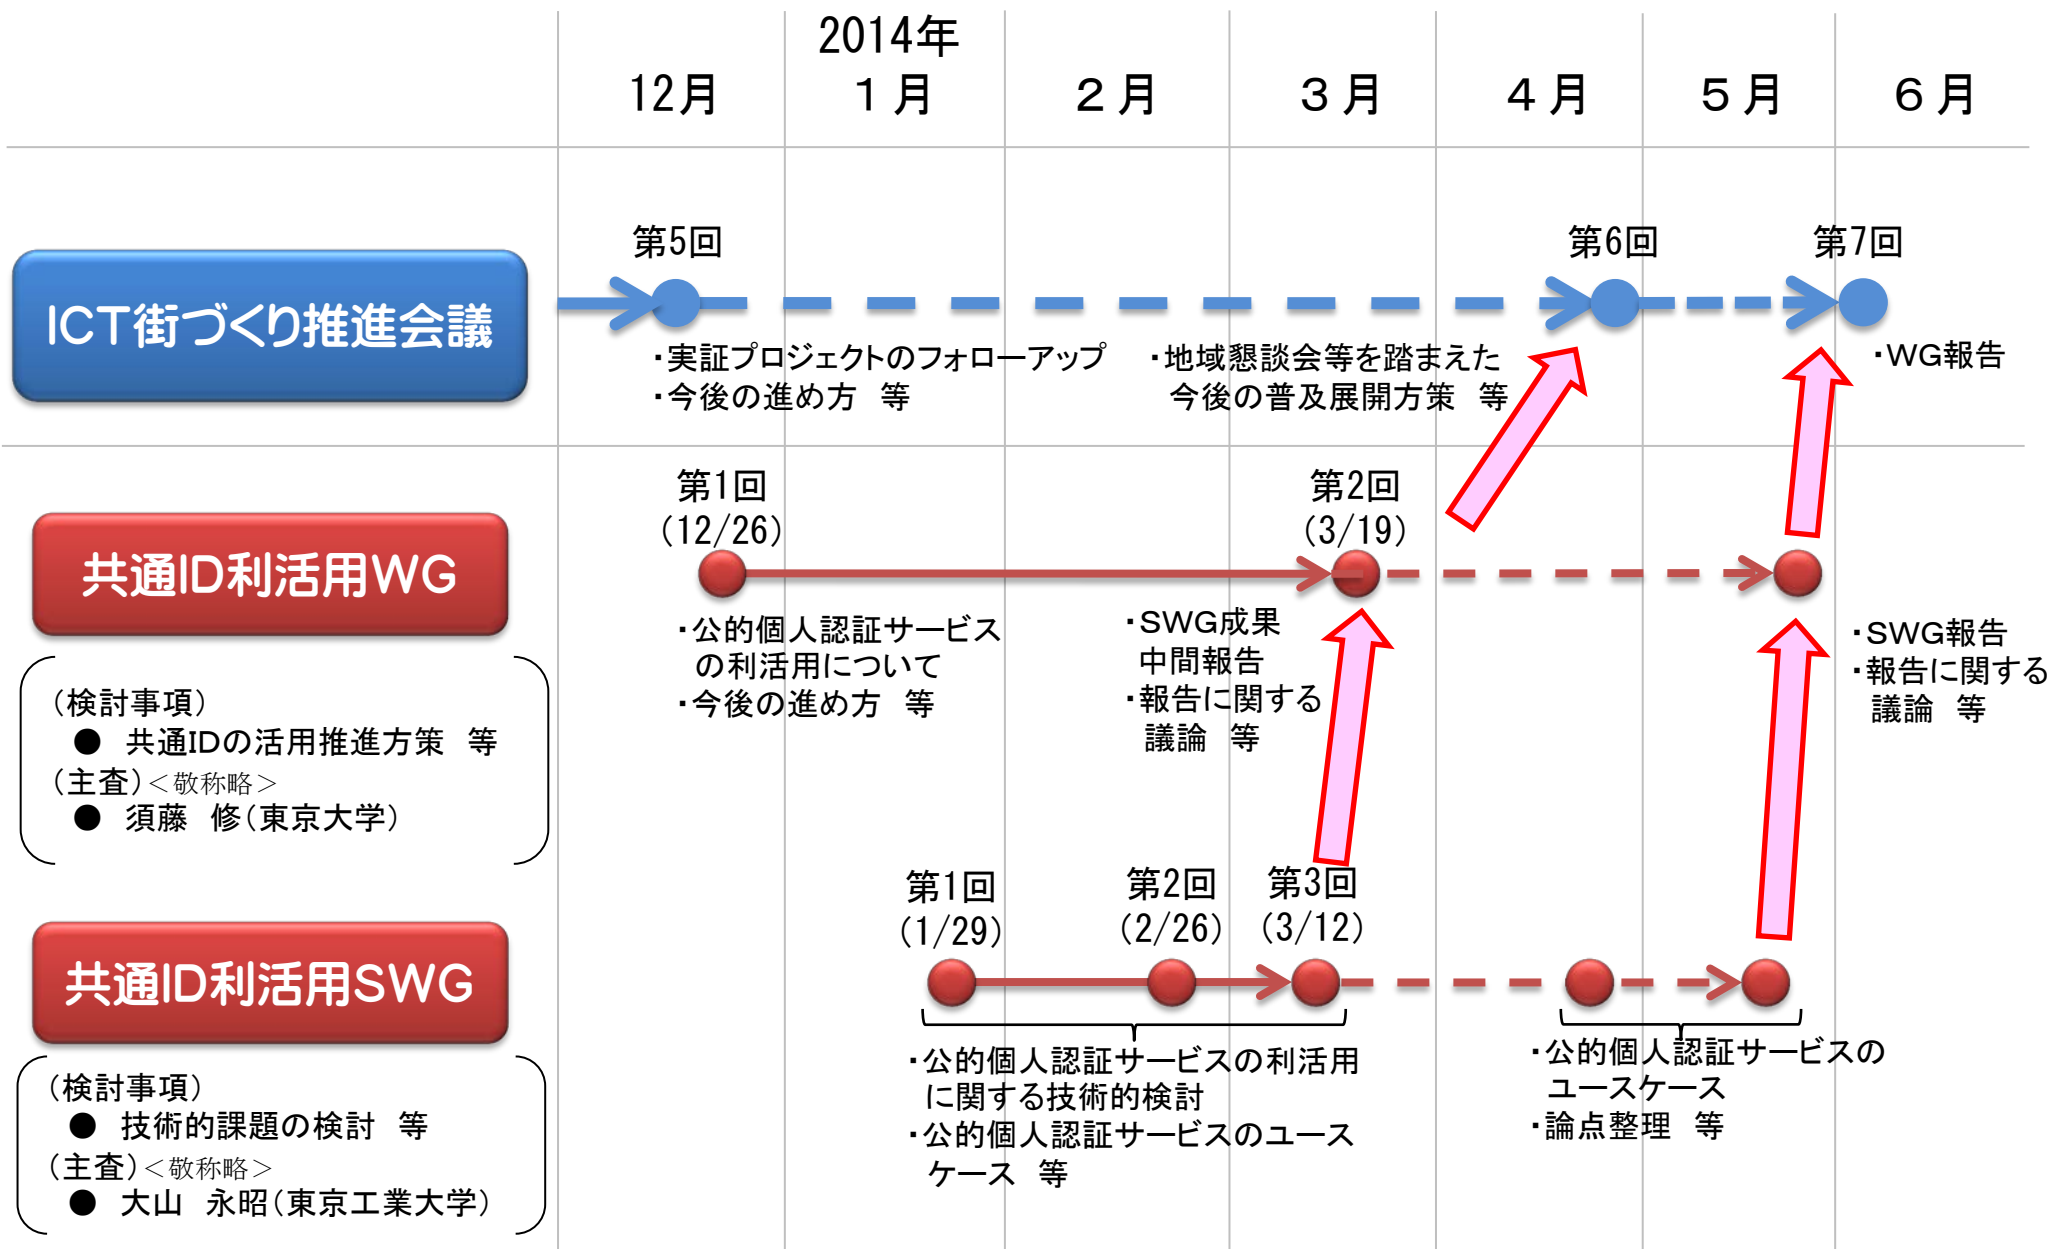 2014年
12月
１月
２月
３月
４月
５月
６月
ICT街づくり推進会議
第5回
第6回
第7回
・実証プロジェクトのフォローアップ
・今後の進め方　等
・地域懇談会等を踏まえた
今後の普及展開方策　等
・WG報告
共通ID利活用WG
第1回
(12/26)
第2回
(3/19)
・公的個人認証サービス
の利活用について
・今後の進め方　等
・SWG成果
中間報告
・報告に関する
議論　等
・SWG報告
・報告に関する
議論　等
（検討事項）
●　共通IDの活用推進方策　等
（主査）＜敬称略＞
●　須藤　修（東京大学）
共通ID利活用SWG
第1回
(1/29)
第2回
(2/26)
第3回
(3/12)
・公的個人認証サービスの利活用
に関する技術的検討
・公的個人認証サービスのユース
ケース　等
・公的個人認証サービスの
ユースケース
・論点整理　等
（検討事項）
●　技術的課題の検討　等
（主査）＜敬称略＞
●　大山　永昭（東京工業大学）